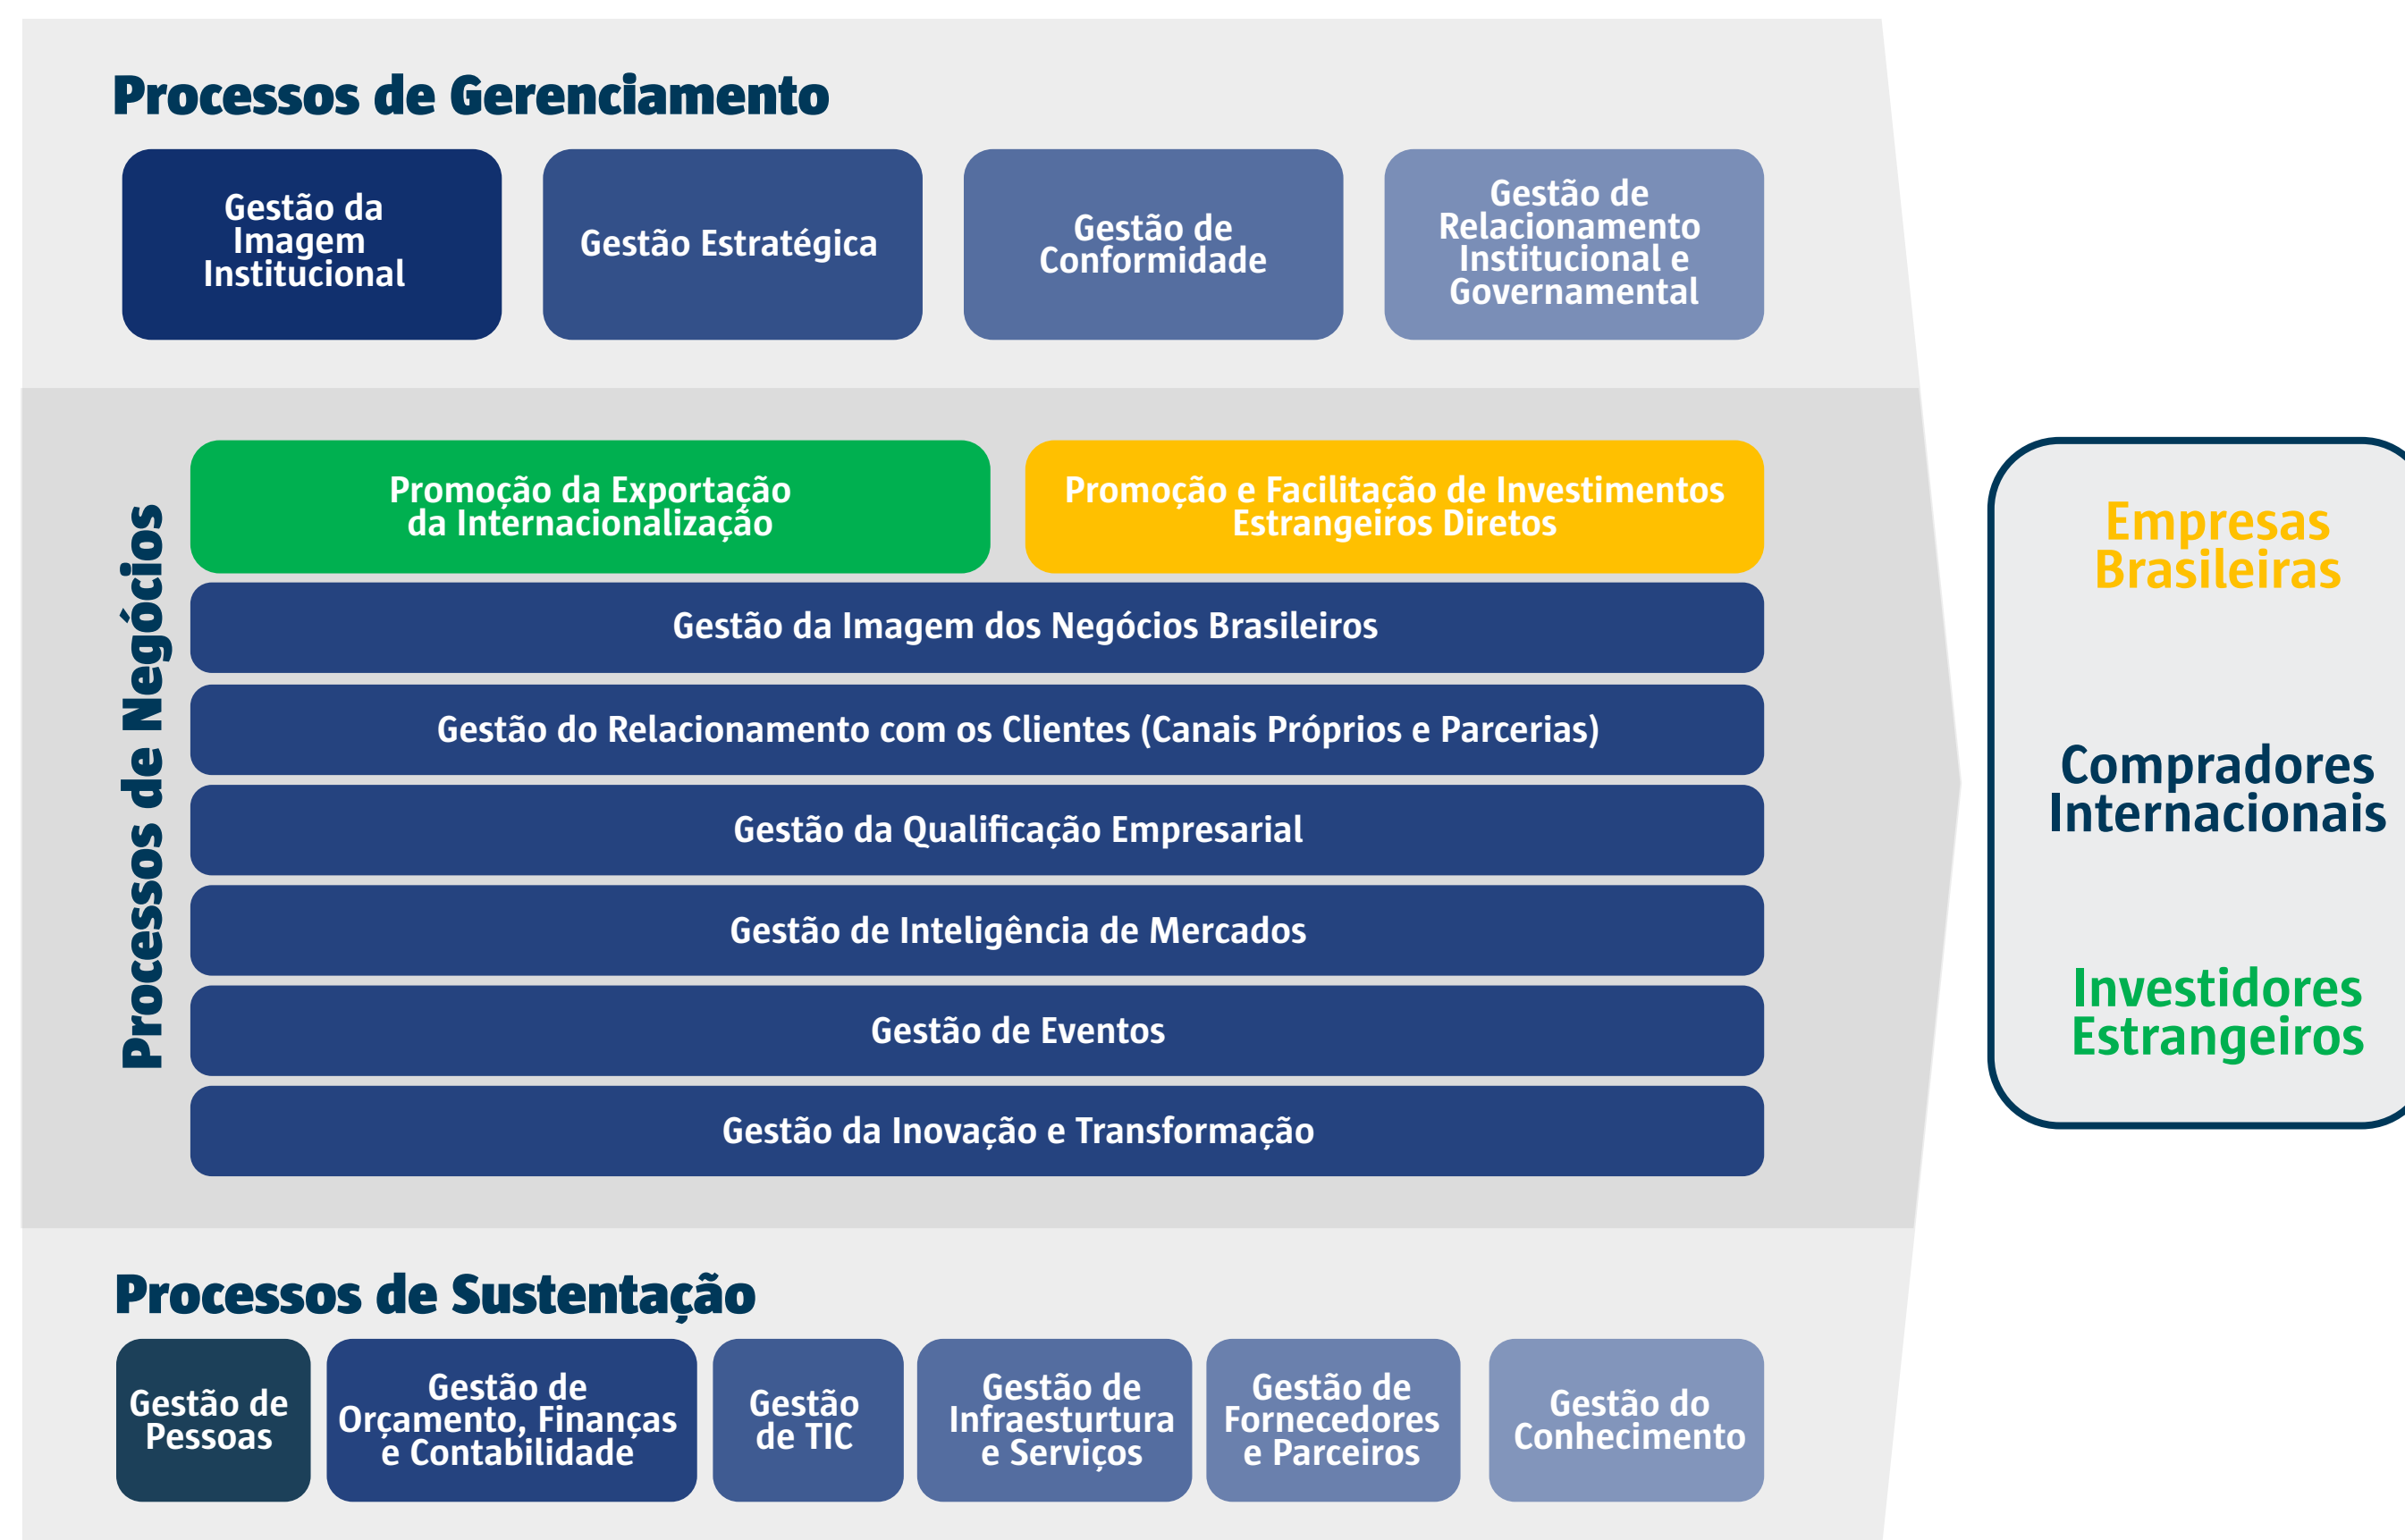 Processos de Gerenciamento
Gestão da
Imagem
Institucional
Gestão Estratégica
Gestão de
Conformidade
Gestão de
Relacionamento
Institucional e
Governamental
Processos de Negócios
Promoção da Exportação
da Internacionalização
Promoção e Facilitação de Investimentos
Estrangeiros Diretos
Gestão da Imagem dos Negócios Brasileiros
Gestão do Relacionamento com os Clientes (Canais Próprios e Parcerias)
Gestão da Qualificação Empresarial
Gestão de Inteligência de Mercados
Gestão de Eventos
Gestão da Inovação e Transformação
Empresas
Brasileiras
Compradores
Internacionais
Investidores
Estrangeiros
Processos de Sustentação
Gestão de
Pessoas
Gestão de
Orçamento, Finanças
e Contabilidade
Gestão
de TIC
Gestão de
Infraesturtura
e Serviços
Gestão de
Fornecedores
e Parceiros
Gestão do
Conhecimento